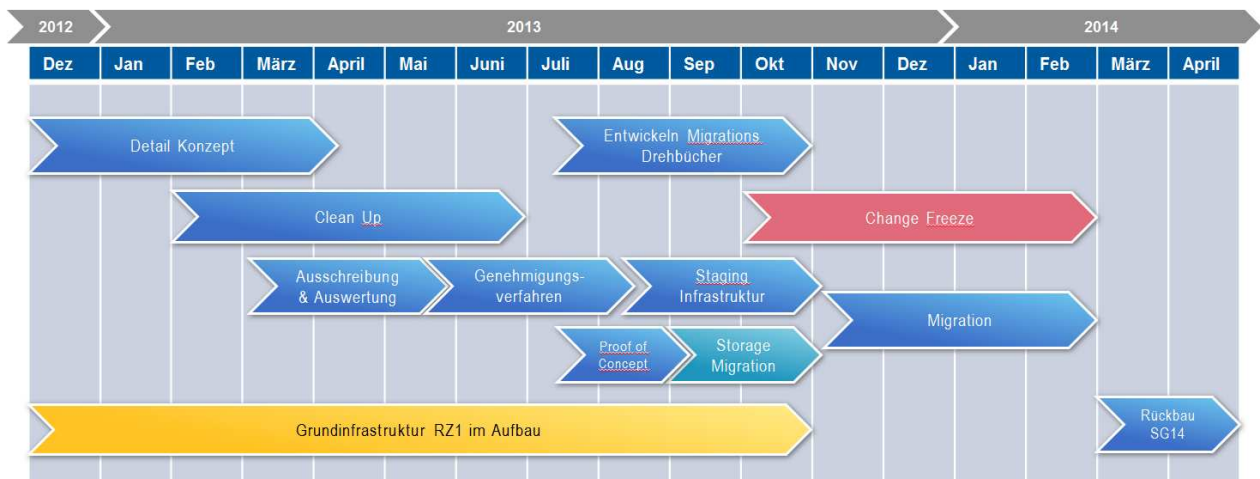 2012
2013
2014
Dez
Jan
Feb
März
April
Mai
Juni
Juli
Aug
Sep
Okt
Nov
Dez
Jan
Feb
März
April
Detail Konzept
Entwickeln Migrations
Drehbücher
Clean Up
Change Freeze
Ausschreibung
& Auswertung
Genehmigungs-
verfahren
Staging
Infrastruktur
Migration
Proof of
Concept
Storage
Migration
Grundinfrastruktur RZ1 im Aufbau
Rückbau
SG14